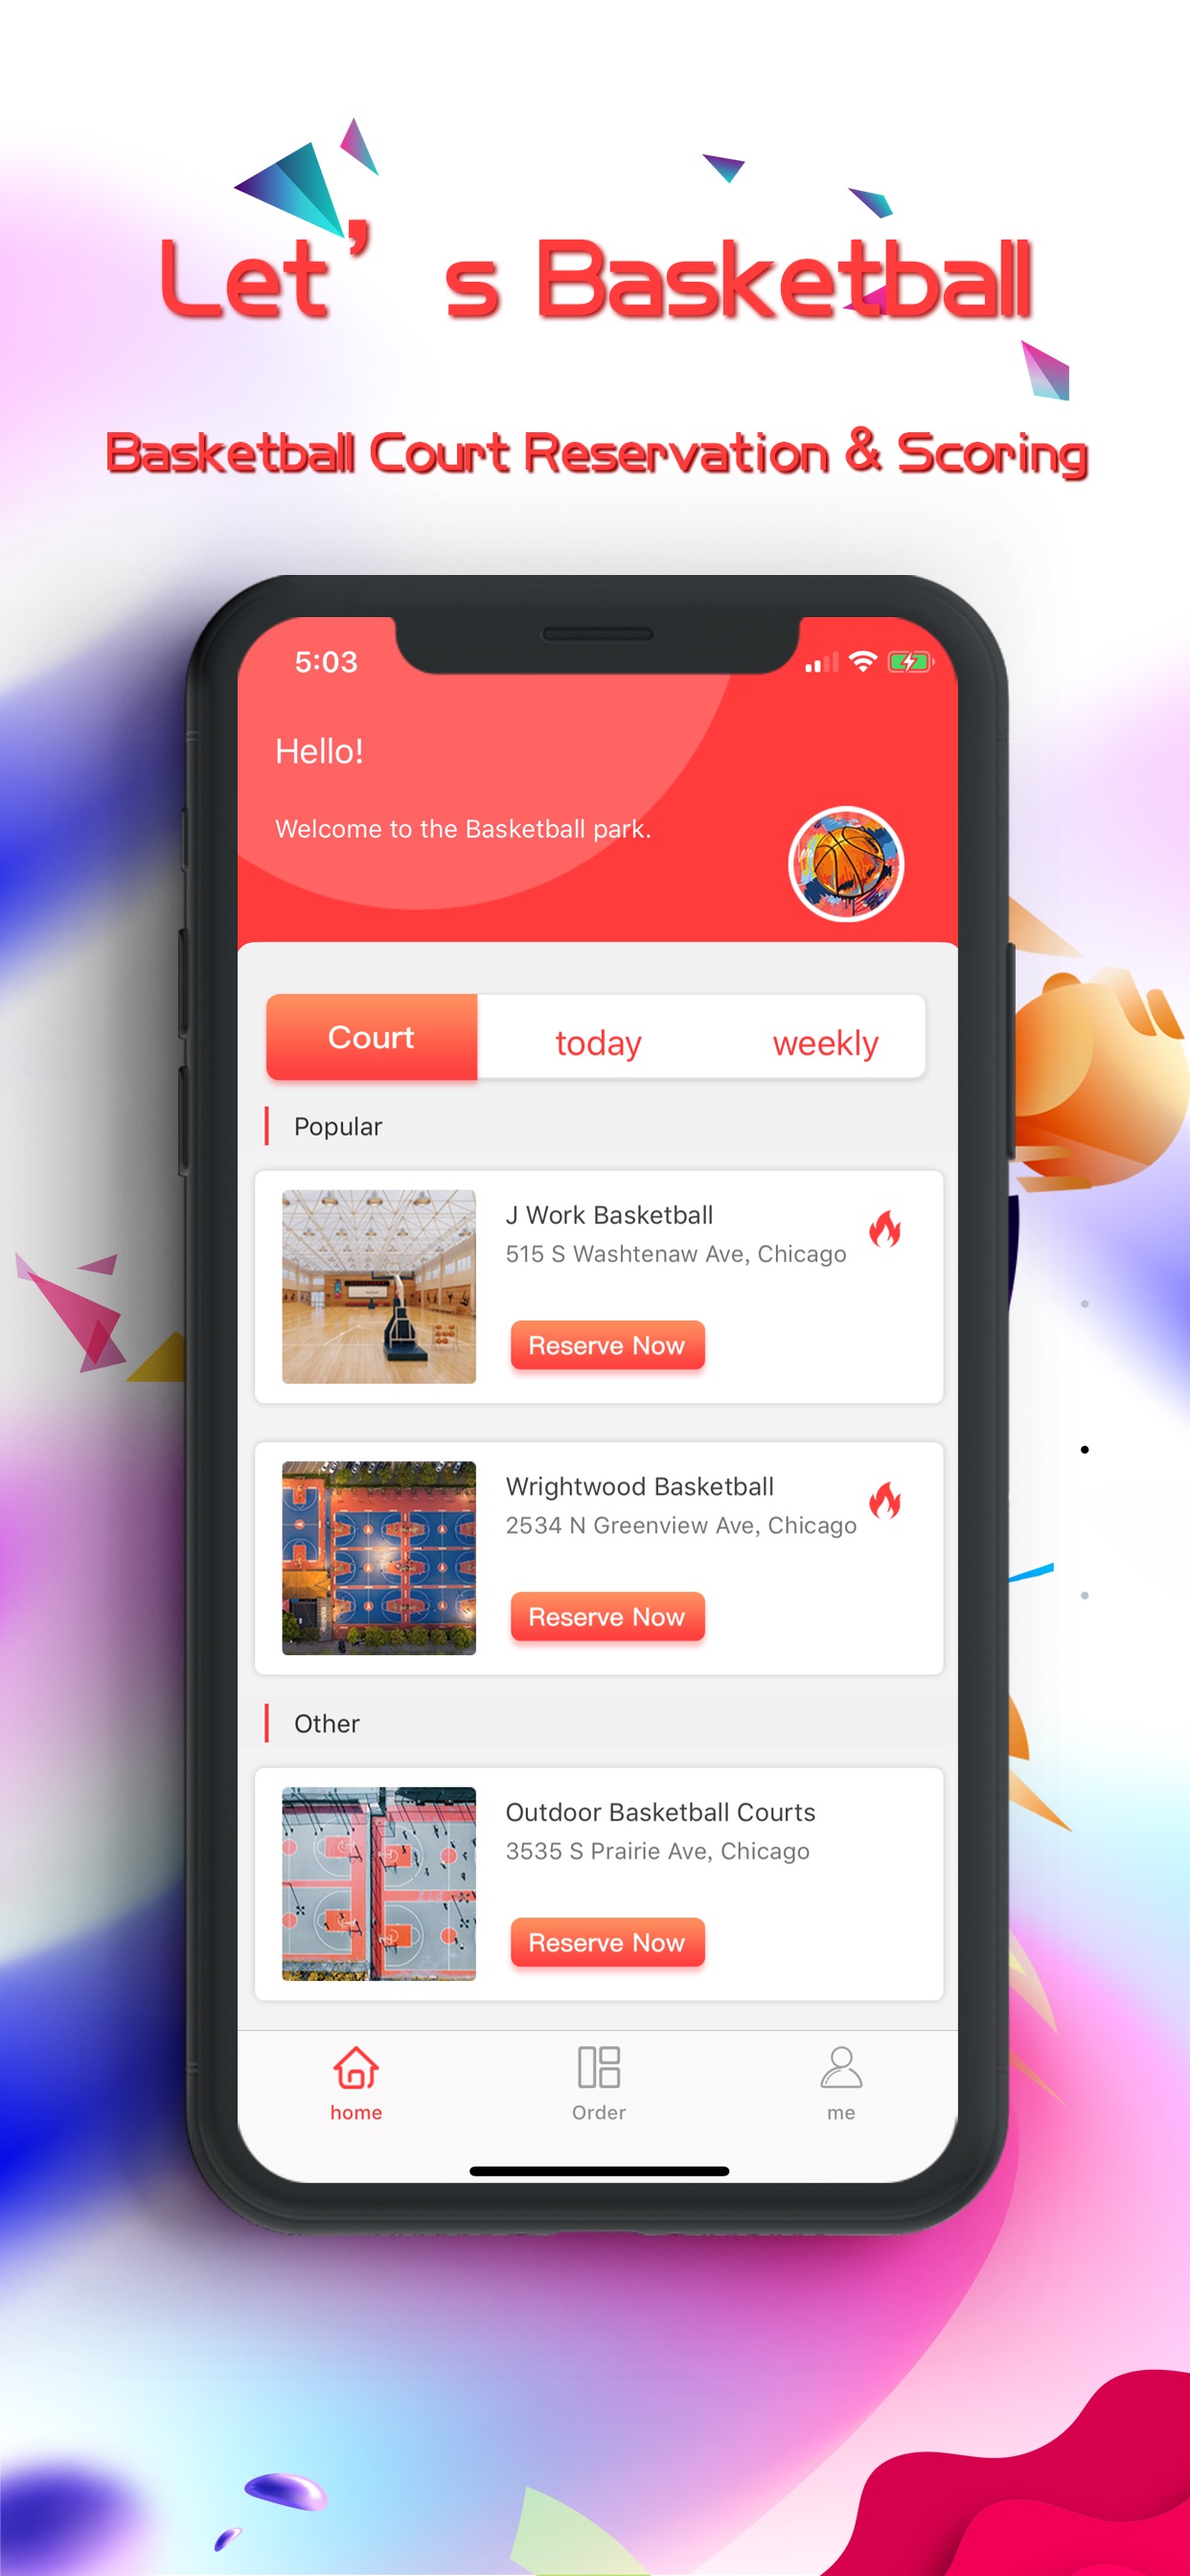 Let’s Basketball
Basketball Court Reservation & Scoring
5:03
Hello!
Welcome to the Basketball park.
Court today weekly
Popular
J Work Basketball
515 S Washtenaw Ave, Chicago
Reserve Now
Wrightwood Basketball
2534 N Greenview Ave, Chicago
Reserve Now
Other
Outdoor Basketball Courts
3535 S Prairie Ave, Chicago
Reserve Now
home Order me